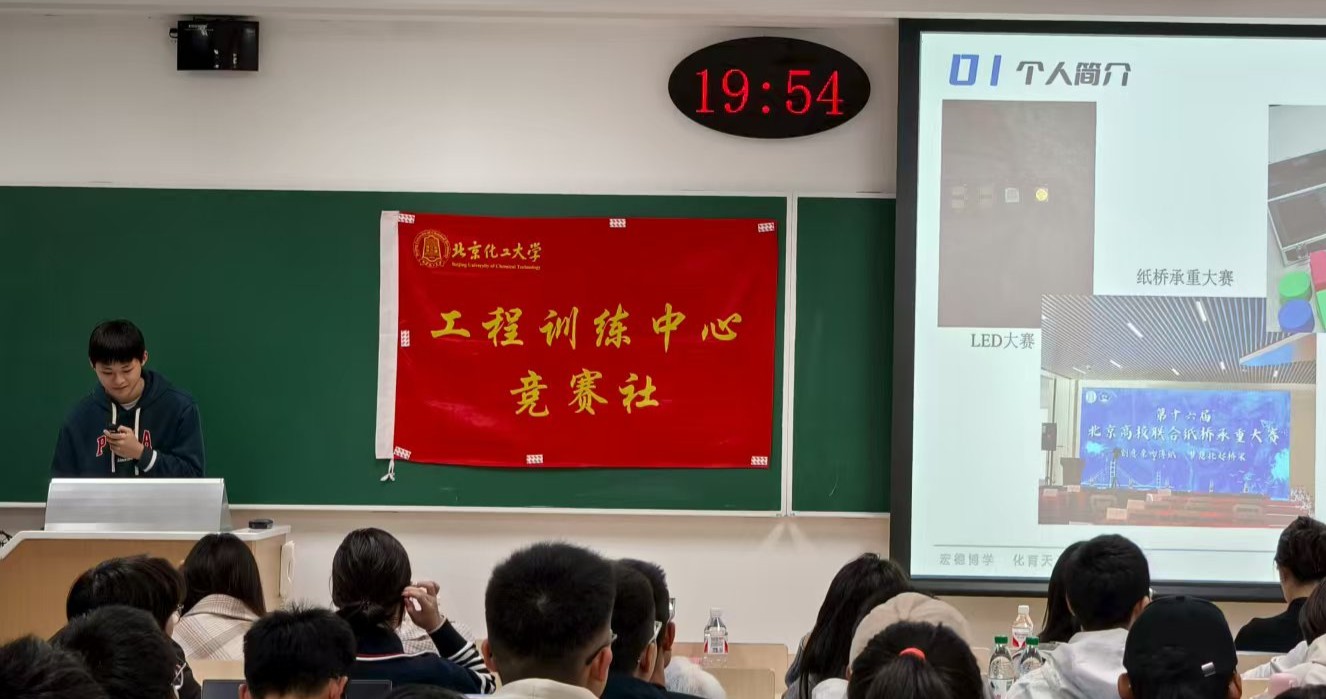 19:54
01 个人简介
北京化工大学
Beijing University of Chemical Technology
工程训练中心
竞赛社
纸桥承重大赛
LED大赛
第十六届
北京高校联合纸桥承重大赛
宏德博学 化育天